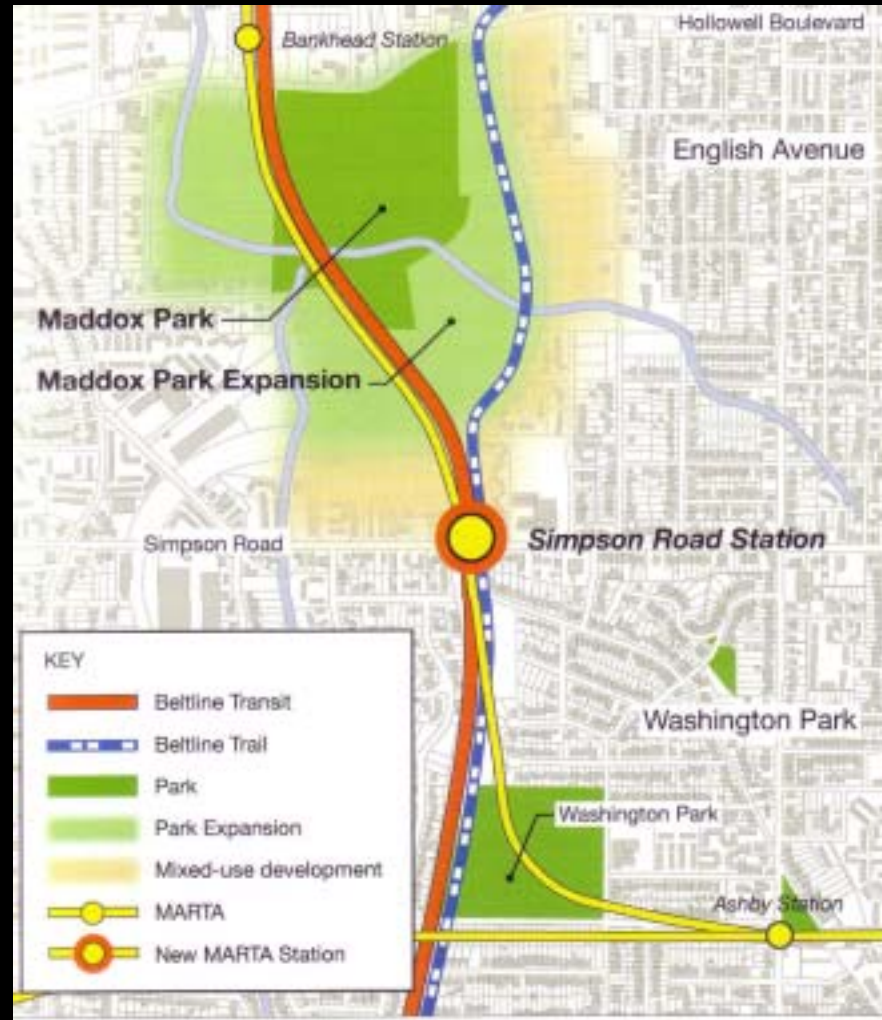 Hollowell Boulevard
Bankhead Station
English Avenue
Maddox Park
Maddox Park Expansion
Simpson Road
Simpson Road Station
KEY
Beltline Transit
Beltline Trail
Park
Park Expansion
Mixed-use development
MARTA
New MARTA Station
Washington Park
Washington Park
Ashby Station